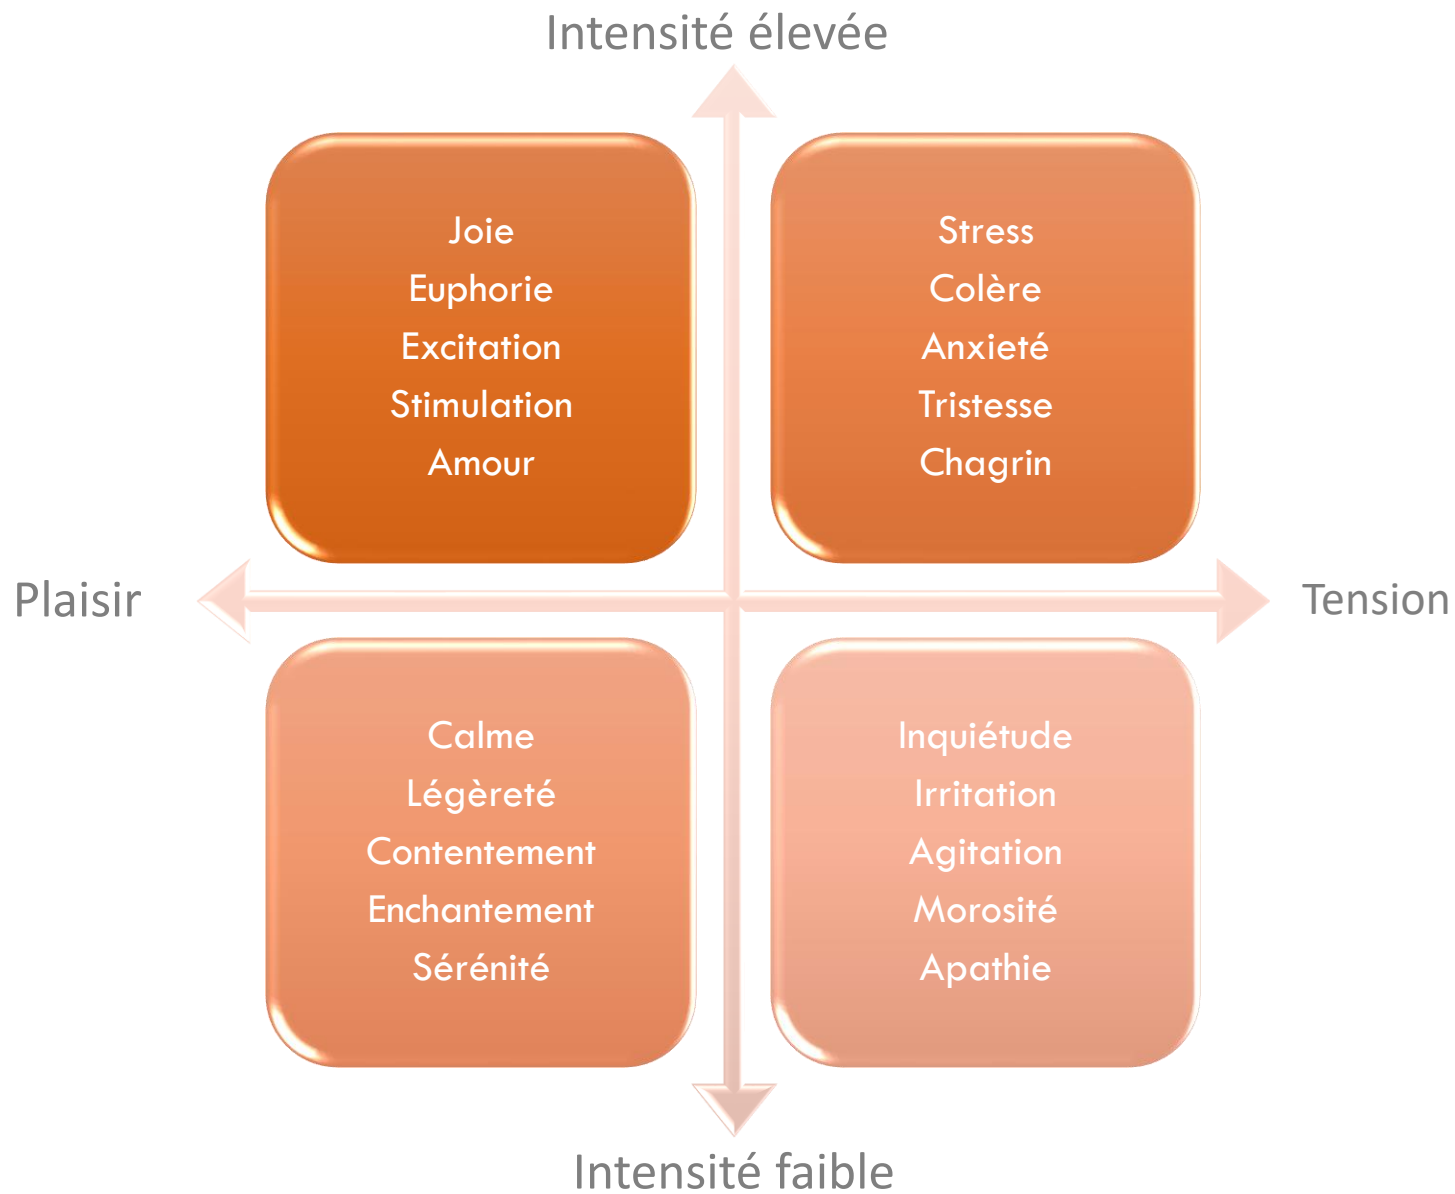 Intensité élevée
Joie
Euphorie
Excitation
Stimulation
Amour
Stress
Colère
Anxieté
Tristesse
Chagrin
Plaisir
Tension
Calme
Légèreté
Contentement
Enchantement
Sérénité
Inquiétude
Irritation
Agitation
Morosité
Apathie
Intensité faible